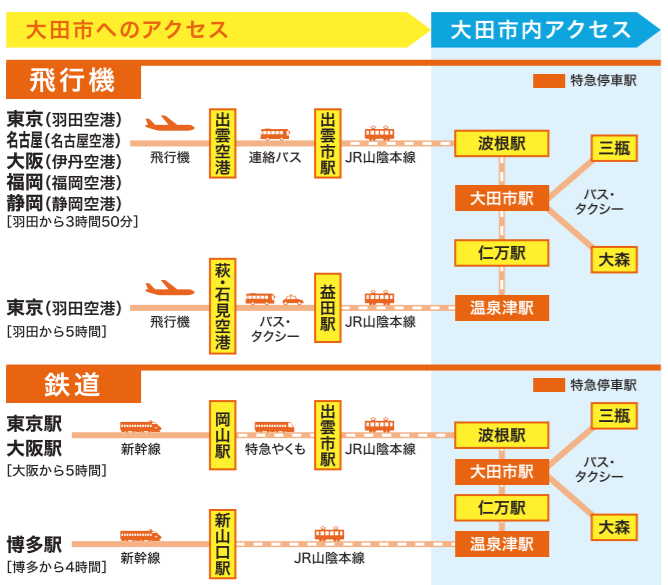 大田市へのアクセス
大田市内アクセス
飛行機
特急停車駅
東京(羽田空港)
名古屋(名古屋空港)
大阪(伊丹空港)
福岡(福岡空港)
静岡(静岡空港)
[羽田から3時間50分]
飛行機
出雲空港
連絡バス
出雲市駅
JR山陰本線
波根駅
大田市駅
仁万駅
温泉津駅
三瓶
バス・
タクシー
大森
東京(羽田空港)
[羽田から5時間]
飛行機
萩・石見空港
バス・
タクシー
益田駅
JR山陰本線
鉄道
特急停車駅
東京駅
大阪駅
[大阪から5時間]
新幹線
岡山駅
特急やくも
出雲市駅
JR山陰本線
波根駅
大田市駅
仁万駅
温泉津駅
三瓶
バス・
タクシー
大森
博多駅
[博多から4時間]
新幹線
新山口駅
JR山陰本線